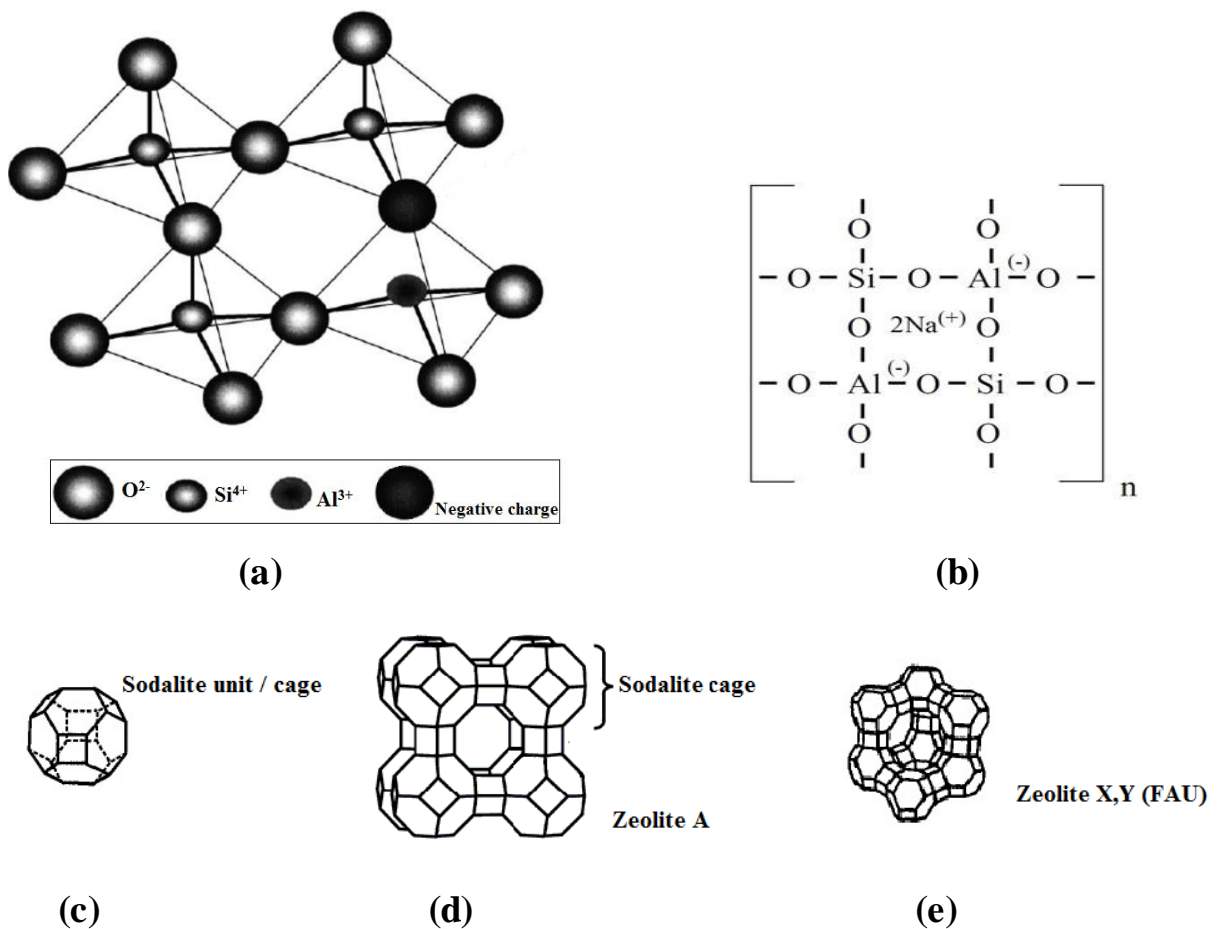 O²⁻ Si⁴⁺ Al³⁺ Negative charge
(a)
O O
– O – Si – O – Al⁽⁻⁾ – O –
O 2Na⁽⁺⁾ O
– O – Al⁽⁻⁾ – O – Si – O –
O O
n
(b)
Sodalite unit / cage
Sodalite cage
Zeolite A
Zeolite X,Y (FAU)
(c) (d) (e)